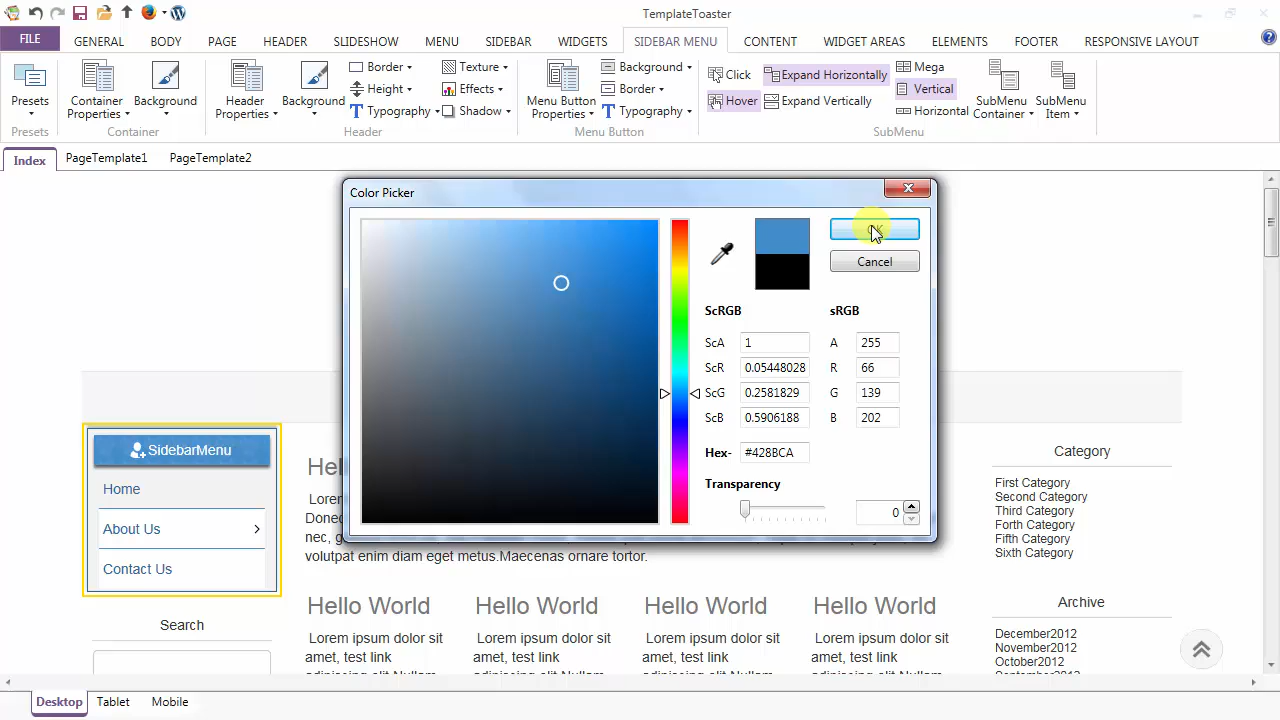 TemplateToaster
FILE GENERAL BODY PAGE HEADER SLIDESHOW MENU SIDEBAR WIDGETS SIDEBAR MENU CONTENT WIDGET AREAS ELEMENTS FOOTER RESPONSIVE LAYOUT
Presets
Container Properties
Background
Header Properties
Background
Border
Height
Typography
Texture
Effects
Shadow
Menu Button Properties
Background
Border
Typography
Click
Hover
Expand Horizontally
Expand Vertically
Mega
Vertical
Horizontal
SubMenu Container
SubMenu Item
Presets Container Header Menu Button SubMenu
Index PageTemplate1 PageTemplate2
Color Picker
OK
Cancel
ScRGB sRGB
ScA 1 A 255
ScR 0.05448028 R 66
ScG 0.2581829 G 139
ScB 0.5906188 B 202
Hex- #428BCA
Transparency
0
SidebarMenu
Home
About Us
Contact Us
Search
Hel
Lorem
Donec
nec, g
volutpat enim diam eget metus.Maecenas ornare tortor.
Hello World Hello World Hello World Hello World
Lorem ipsum dolor sit Lorem ipsum dolor sit Lorem ipsum dolor sit Lorem ipsum dolor sit
amet, test link amet, test link amet, test link amet, test link
Category
First Category
Second Category
Third Category
Forth Category
Fifth Category
Sixth Category
Archive
December2012
November2012
October2012
Desktop Tablet Mobile